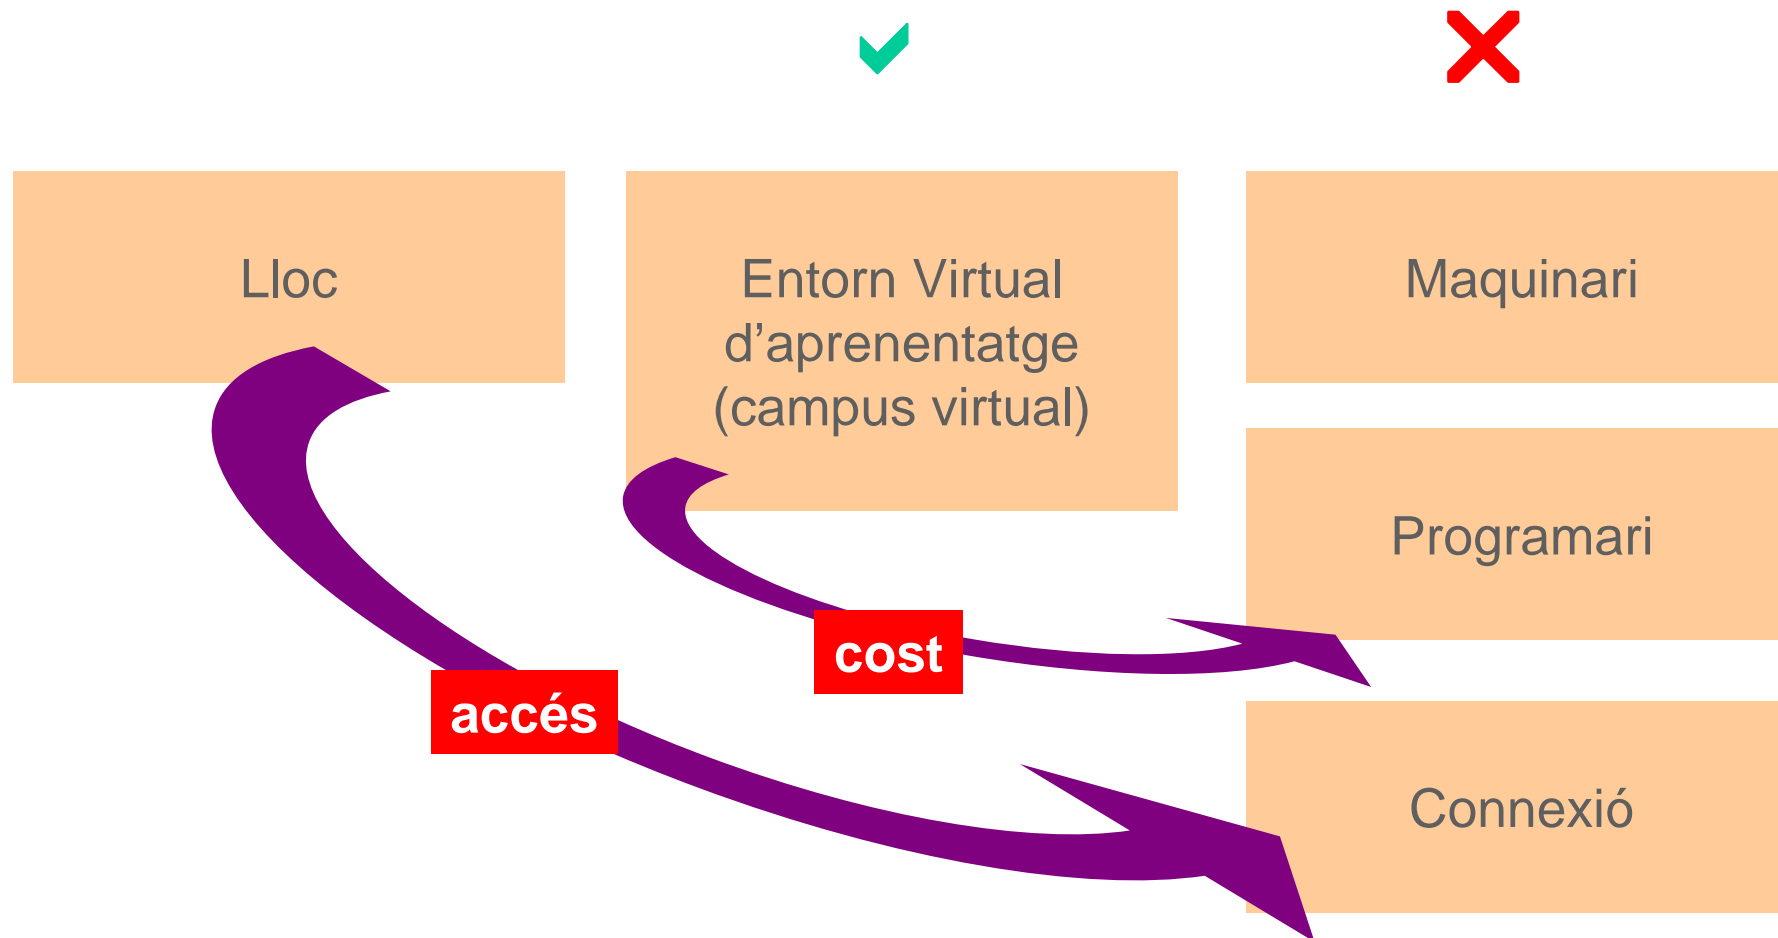 Lloc
Entorn Virtual
d’aprenentatge
(campus virtual)
Maquinari
Programari
cost
accés
Connexió